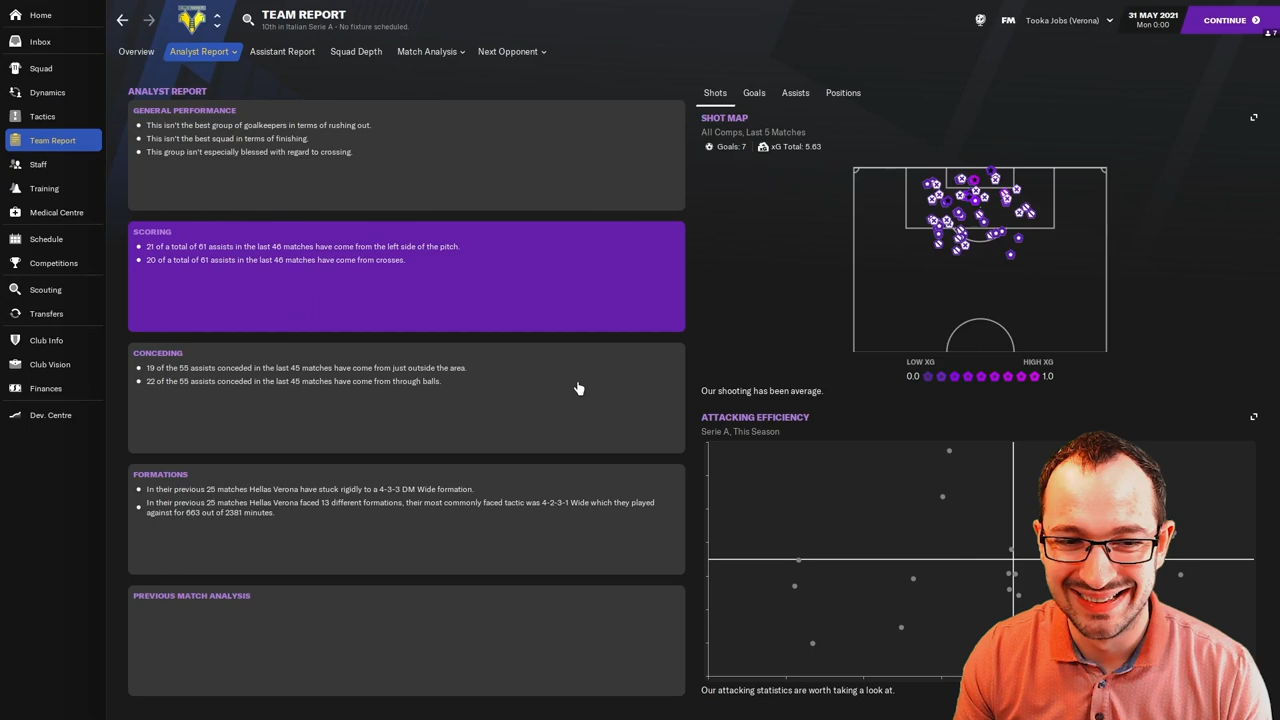 Home
Inbox
Squad
Dynamics
Tactics
Team Report
Staff
Training
Medical Centre
Schedule
Competitions
Scouting
Transfers
Club Info
Club Vision
Finances
Dev. Centre
TEAM REPORT
10th in Italian Serie A - No fixture scheduled.
FM
Tooka Jobs (Verona)
31 MAY 2021
Mon 0:00
CONTINUE
7
Overview
Analyst Report
Assistant Report
Squad Depth
Match Analysis
Next Opponent
ANALYST REPORT
GENERAL PERFORMANCE
This isn't the best group of goalkeepers in terms of rushing out.
This isn't the best squad in terms of finishing.
This group isn't especially blessed with regard to crossing.
SCORING
21 of a total of 61 assists in the last 46 matches have come from the left side of the pitch.
20 of a total of 61 assists in the last 46 matches have come from crosses.
CONCEDING
19 of the 55 assists conceded in the last 45 matches have come from just outside the area.
22 of the 55 assists conceded in the last 45 matches have come from through balls.
FORMATIONS
In their previous 25 matches Hellas Verona have stuck rigidly to a 4-3-3 DM Wide formation.
In their previous 25 matches Hellas Verona faced 13 different formations, their most commonly faced tactic was 4-2-3-1 Wide which they played
against for 663 out of 2381 minutes.
PREVIOUS MATCH ANALYSIS
Shots
Goals
Assists
Positions
SHOT MAP
All Comps, Last 5 Matches
Goals: 7
xG Total: 5.63
LOW XG
HIGH XG
0.0
1.0
Our shooting has been average.
ATTACKING EFFICIENCY
Serie A, This Season
Our attacking statistics are worth taking a look at.